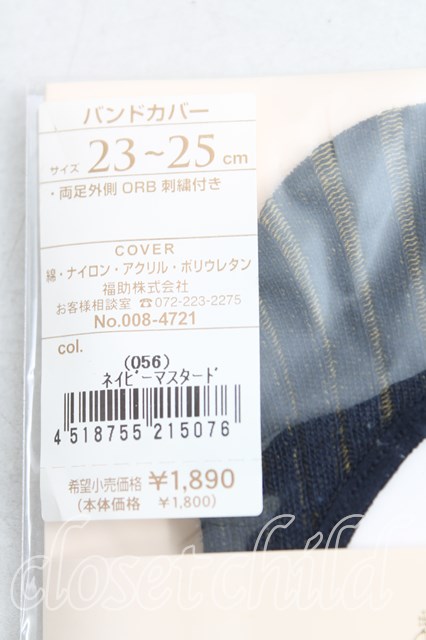 バンドカバー
サイズ 23~25cm
・両足外側 ORB 刺繍付き
COVER
綿・ナイロン・アクリル・ポリウレタン
福助株式会社
お客様相談室 ☎072-223-2275
No.008-4721
col.
(056)
ネイビーマスタード
4 518755 215076
希望小売価格 ¥1,890
(本体価格 ¥1,800)
closetchild